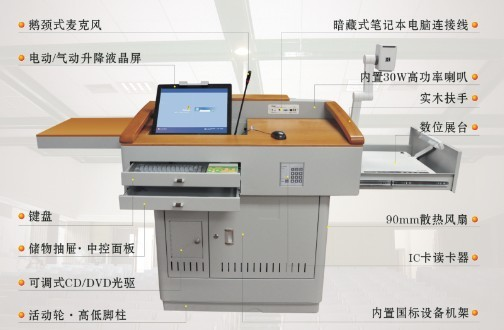 鹅颈式麦克风
暗藏式笔记本电脑连接线
电动/气动升降液晶屏
内置30W高功率喇叭
实木扶手
数位展台
键盘
90mm散热风扇
储物抽屉·中控面板
IC卡读卡器
可调式CD/DVD光驱
活动轮·高低脚柱
内置国标设备机架